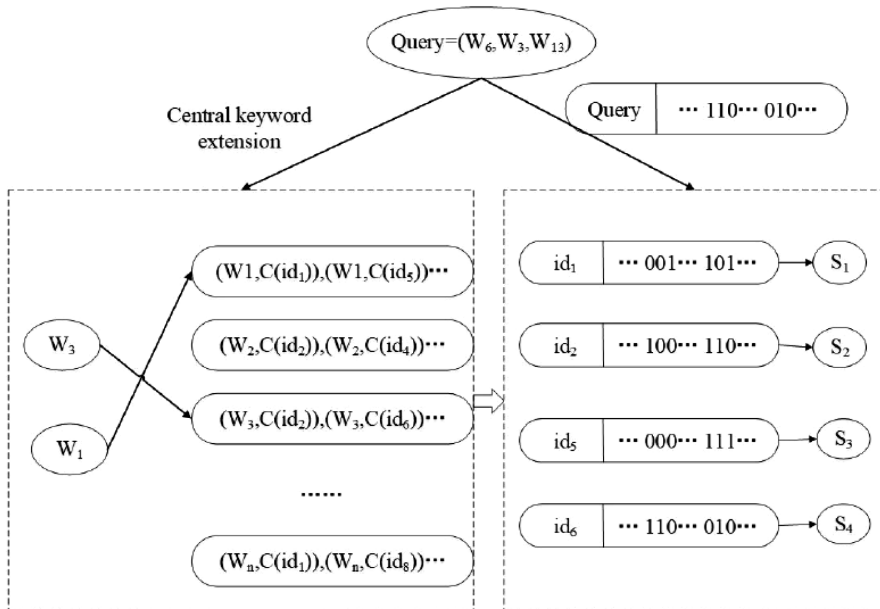 Query=(W₆,W₃,W₁₃)
Central keyword
extension
Query ··· 110··· 010···
(W1,C(id₁)),(W1,C(id₅))···
(W₂,C(id₂)),(W₂,C(id₄))···
(W₃,C(id₂)),(W₃,C(id₆))···
······
(Wₙ,C(id₁)),(Wₙ,C(id₈))···
W₃
W₁
id₁ ··· 001··· 101··· S₁
id₂ ··· 100··· 110··· S₂
id₅ ··· 000··· 111··· S₃
id₆ ··· 110··· 010··· S₄